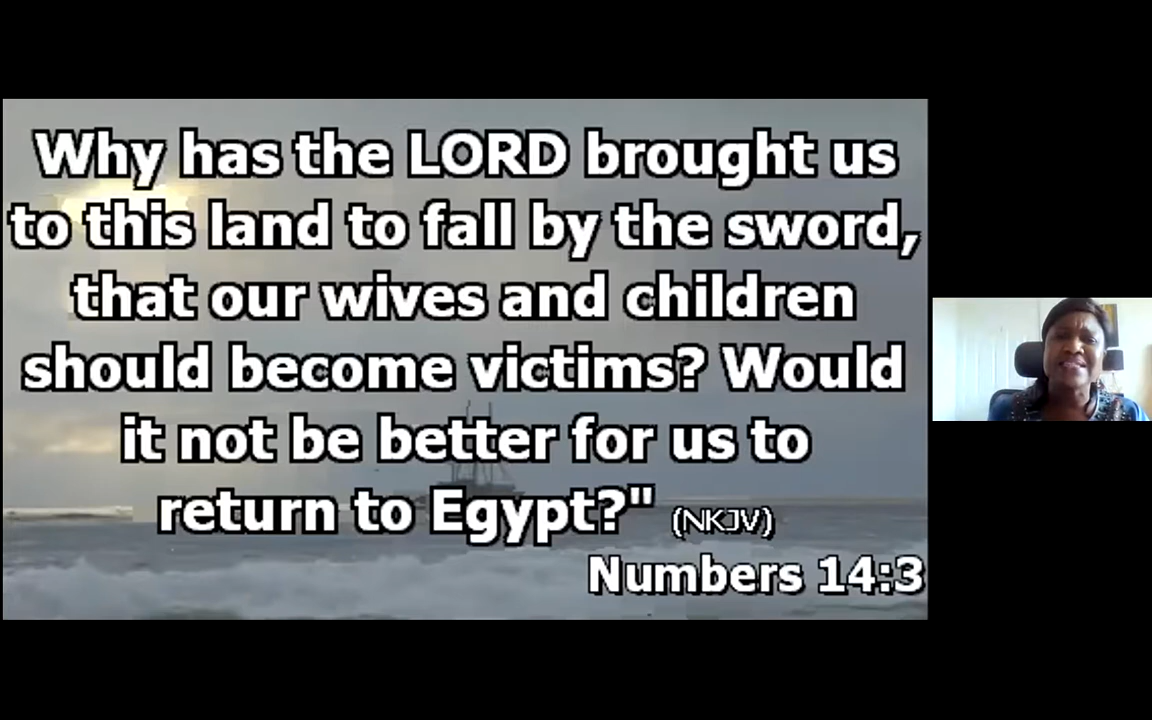 Why has the LORD brought us
to this land to fall by the sword,
that our wives and children
should become victims? Would
it not be better for us to
return to Egypt?" (NKJV)
Numbers 14:3